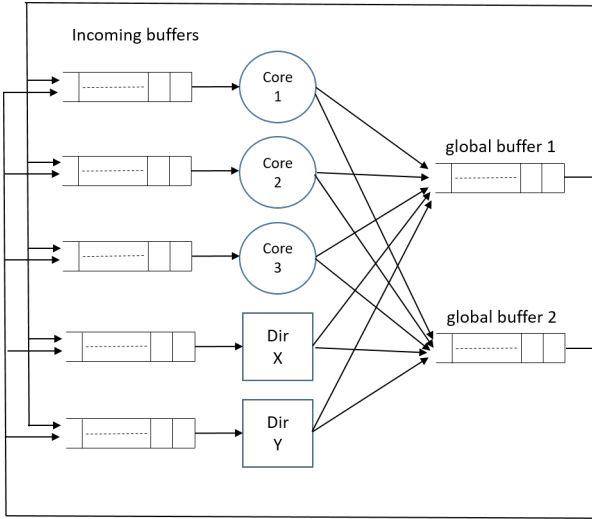 Incoming buffers
Core
1
global buffer 1
Core
2
Core
3
global buffer 2
Dir
X
Dir
Y